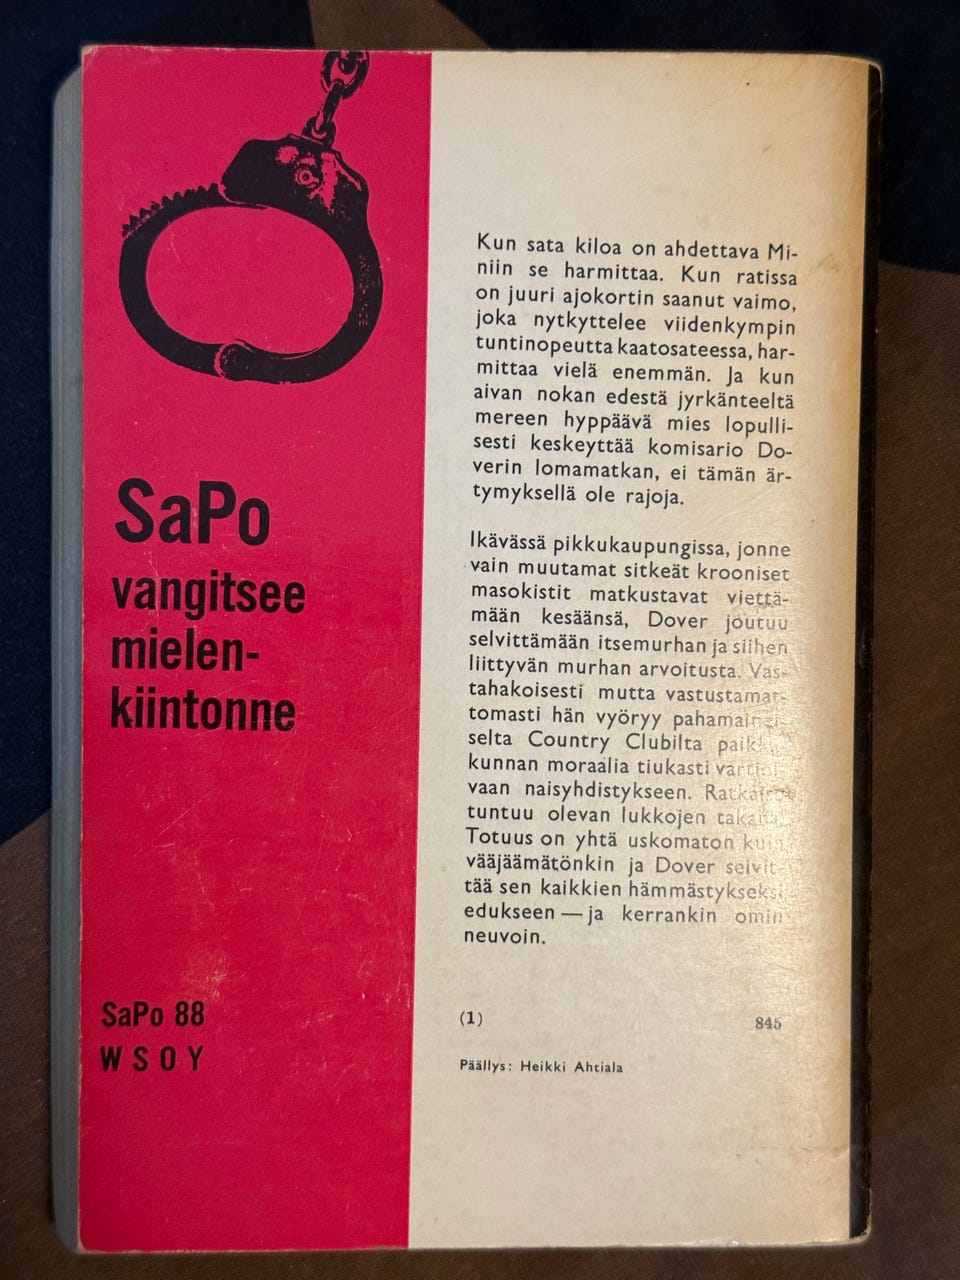 SaPo
vangitsee
mielen-
kiintonne
SaPo 88
WSOY
Kun sata kiloa on ahdettava Mi-
niin se harmittaa. Kun ratissa
on juuri ajokortin saanut vaimo,
joka nytkyttelee viidenkympin
tuntinopeutta kaatosateessa, har-
mittaa vielä enemmän. Ja kun
aivan nokan edestä jyrkänteeltä
mereen hyppäävä mies lopulli-
sesti keskeyttää komisario Do-
verin lomamatkan, ei tämän är-
tymyksellä ole rajoja.
Ikävässä pikkukaupungissa, jonne
vain muutamat sitkeät krooniset
masokistit matkustavat viettä-
mään kesäänsä, Dover joutuu
selvittämään itsemurhan ja siihen
liittyvän murhan arvoitusta. Vas-
tahakoisesti mutta vastustamat-
tomasti hän vyöryy pahamainei-
selta Country Clubilta paik-
kunnan moraalia tiukasti vartioi-
vaan naisyhdistykseen. Ratkaisu
tuntuu olevan lukkojen takana.
Totuus on yhtä uskomaton kuin
vääjäämätönkin ja Dover selvit-
tää sen kaikkien hämmästykseksi
edukseen — ja kerrankin omin
neuvoin.
(1) 845
Päällys: Heikki Ahtiala